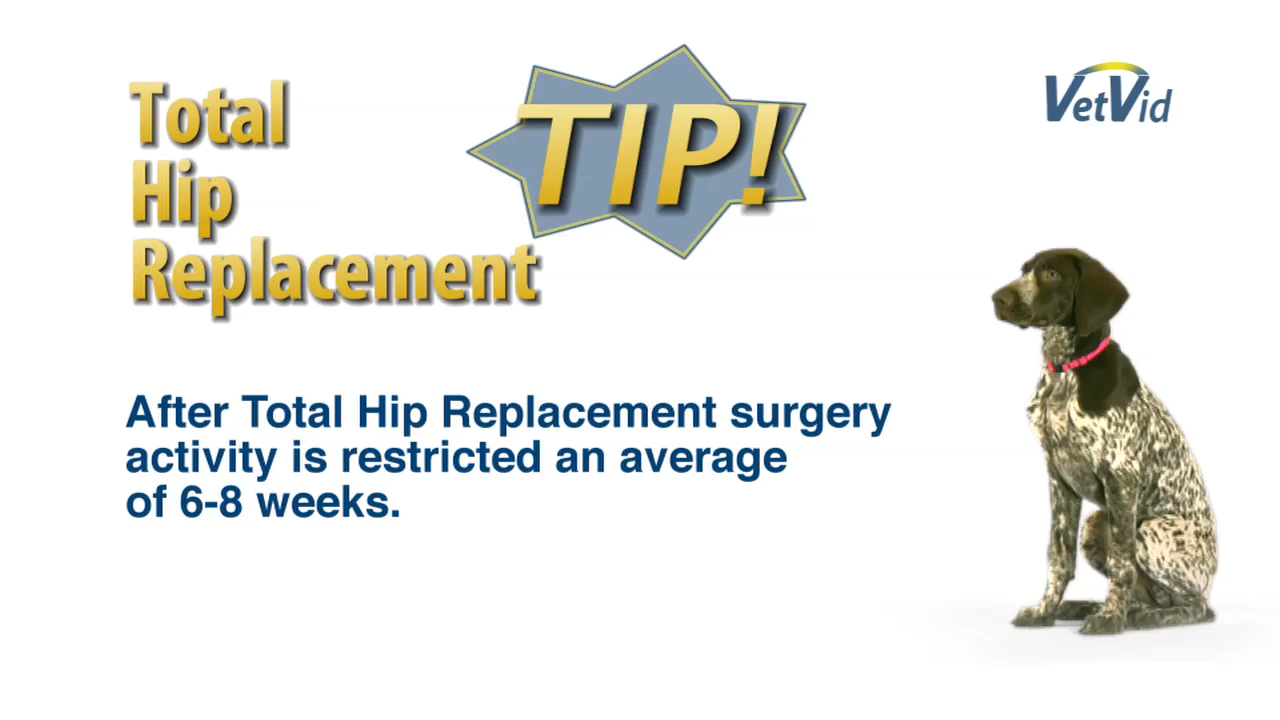 Total
Hip
Replacement
TIP!
VetVid
After Total Hip Replacement surgery
activity is restricted an average
of 6-8 weeks.